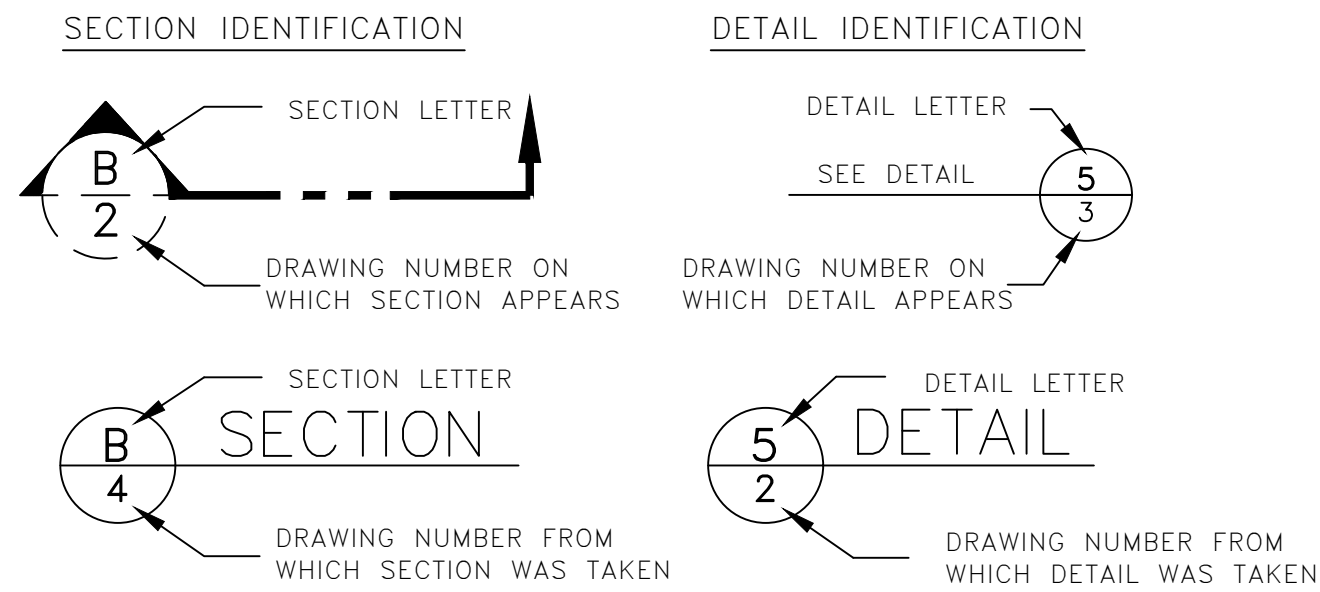 SECTION IDENTIFICATION
SECTION LETTER
B
2
DRAWING NUMBER ON
WHICH SECTION APPEARS
SECTION LETTER
B
SECTION
4
DRAWING NUMBER FROM
WHICH SECTION WAS TAKEN
DETAIL IDENTIFICATION
DETAIL LETTER
SEE DETAIL
5
3
DRAWING NUMBER ON
WHICH DETAIL APPEARS
DETAIL LETTER
5
DETAIL
2
DRAWING NUMBER FROM
WHICH DETAIL WAS TAKEN